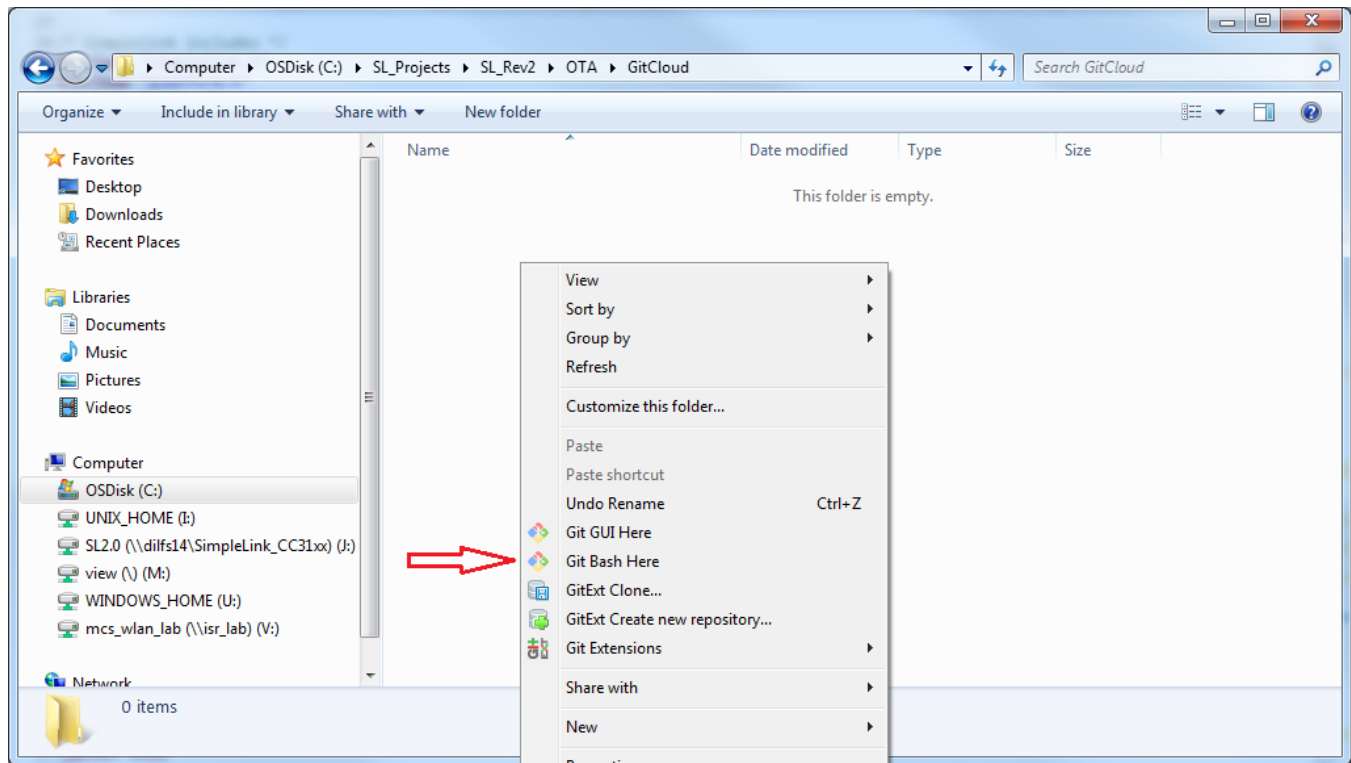 Computer OSDisk (C:) SL_Projects SL_Rev2 OTA GitCloud
Search GitCloud
Organize Include in library Share with New folder
Favorites
Desktop
Downloads
Recent Places
Libraries
Documents
Music
Pictures
Videos
Computer
OSDisk (C:)
UNIX_HOME (I:)
SL2.0 (\\dilfs14\SimpleLink_CC31xx) (J:)
view (\) (M:)
WINDOWS_HOME (U:)
mcs_wlan_lab (\\isr_lab) (V:)
Network
Name Date modified Type Size
This folder is empty.
View
Sort by
Group by
Refresh
Customize this folder...
Paste
Paste shortcut
Undo Rename Ctrl+Z
Git GUI Here
Git Bash Here
GitExt Clone...
GitExt Create new repository...
Git Extensions
Share with
New
0 items